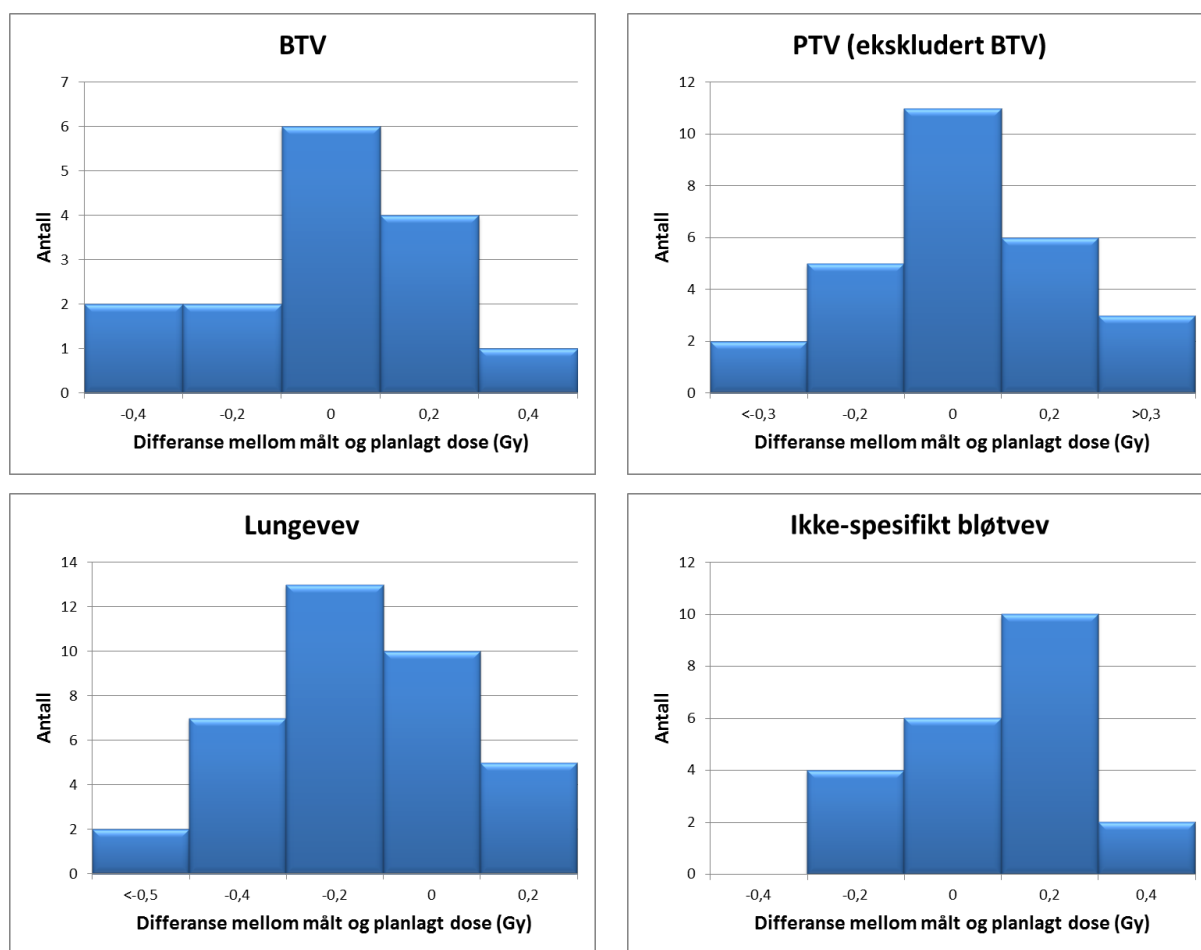 BTV
7
6
5
4
3
2
1
0
Antall
-0,4 -0,2 0 0,2 0,4
Differanse mellom målt og planlagt dose (Gy)
PTV (ekskludert BTV)
12
10
8
6
4
2
0
Antall
<-0,3 -0,2 0 0,2 >0,3
Differanse mellom målt og planlagt dose (Gy)
Lungevev
14
12
10
8
6
4
2
0
Antall
<-0,5 -0,4 -0,2 0 0,2
Differanse mellom målt og planlagt dose (Gy)
Ikke-spesifikt bløtvev
12
10
8
6
4
2
0
Antall
-0,4 -0,2 0 0,2 0,4
Differanse mellom målt og planlagt dose (Gy)